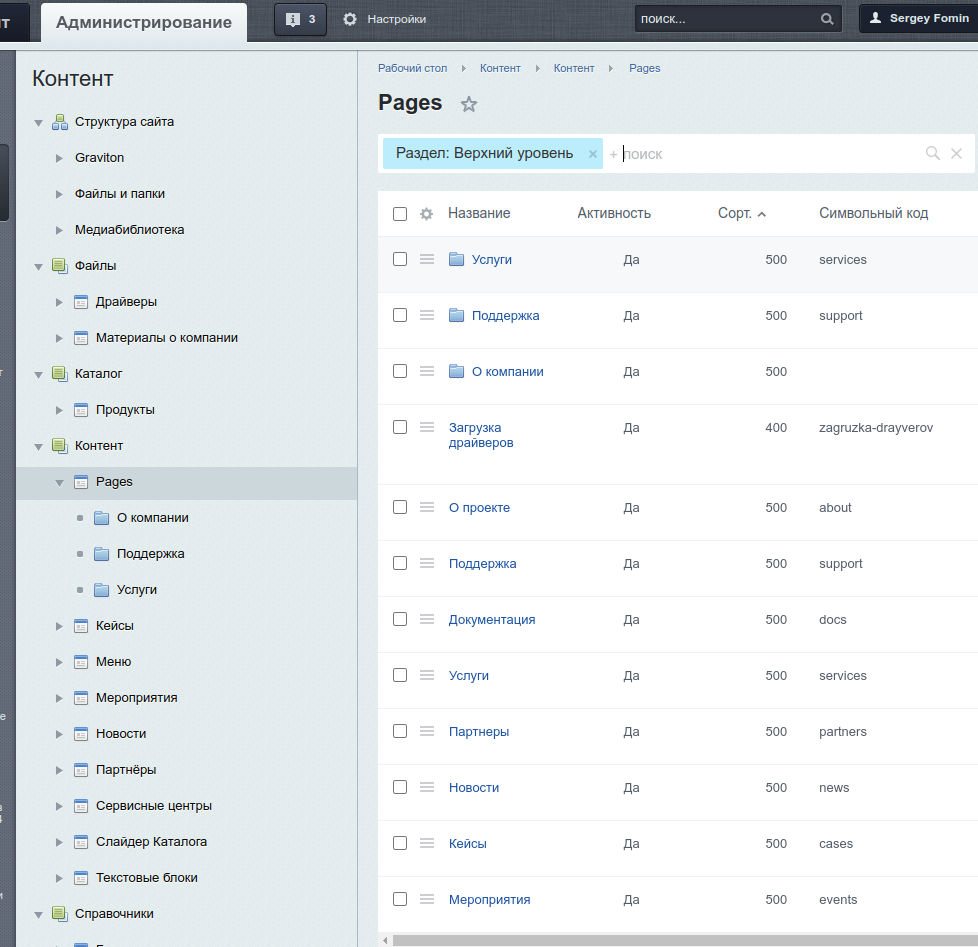 Администрирование
3
Настройки
поиск...
Sergey Fomin
Контент
Структура сайта
Graviton
Файлы и папки
Медиабиблиотека
Файлы
Драйверы
Материалы о компании
Каталог
Продукты
Контент
Pages
О компании
Поддержка
Услуги
Кейсы
Меню
Мероприятия
Новости
Партнёры
Сервисные центры
Слайдер Каталога
Текстовые блоки
Справочники
Рабочий стол
Контент
Контент
Pages
Pages
Раздел: Верхний уровень × + поиск
Название Активность Сорт. Символьный код
Услуги Да 500 services
Поддержка Да 500 support
О компании Да 500
Загрузка
драйверов Да 400 zagruzka-drayverov
О проекте Да 500 about
Поддержка Да 500 support
Документация Да 500 docs
Услуги Да 500 services
Партнеры Да 500 partners
Новости Да 500 news
Кейсы Да 500 cases
Мероприятия Да 500 events